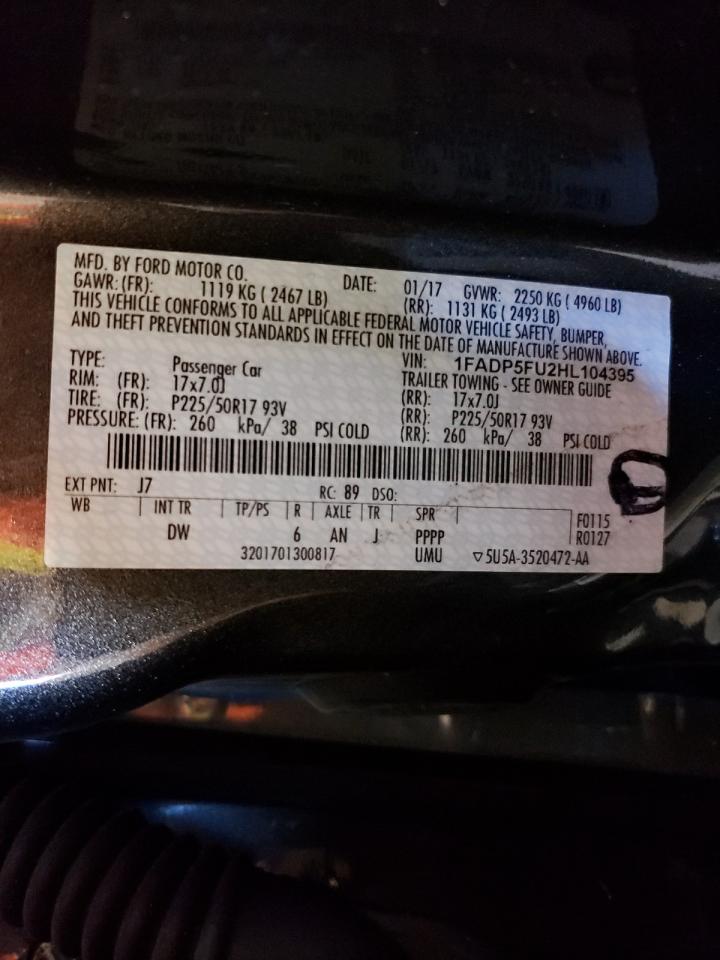 MFD. BY FORD MOTOR CO.
DATE: 01/17 GVWR: 2250 KG ( 4960 LB)
GAWR: (FR): 1119 KG ( 2467 LB) (RR): 1131 KG ( 2493 LB)
THIS VEHICLE CONFORMS TO ALL APPLICABLE FEDERAL MOTOR VEHICLE SAFETY, BUMPER,
AND THEFT PREVENTION STANDARDS IN EFFECT ON THE DATE OF MANUFACTURE SHOWN ABOVE.
VIN: 1FADP5FU2HL104395
TYPE: Passenger Car TRAILER TOWING - SEE OWNER GUIDE
RIM: (FR): 17x7.0J (RR): 17x7.0J
TIRE: (FR): P225/50R17 93V (RR): P225/50R17 93V
PRESSURE: (FR): 260 kPa/ 38 PSI COLD (RR): 260 kPa/ 38 PSI COLD
EXT PNT: J7 RC: 89 DSO:
WB INT TR TP/PS R AXLE TR SPR F0115
DW 6 AN J PPPP R0127
3201701300817 UMU ▽5U5A-3520472-AA